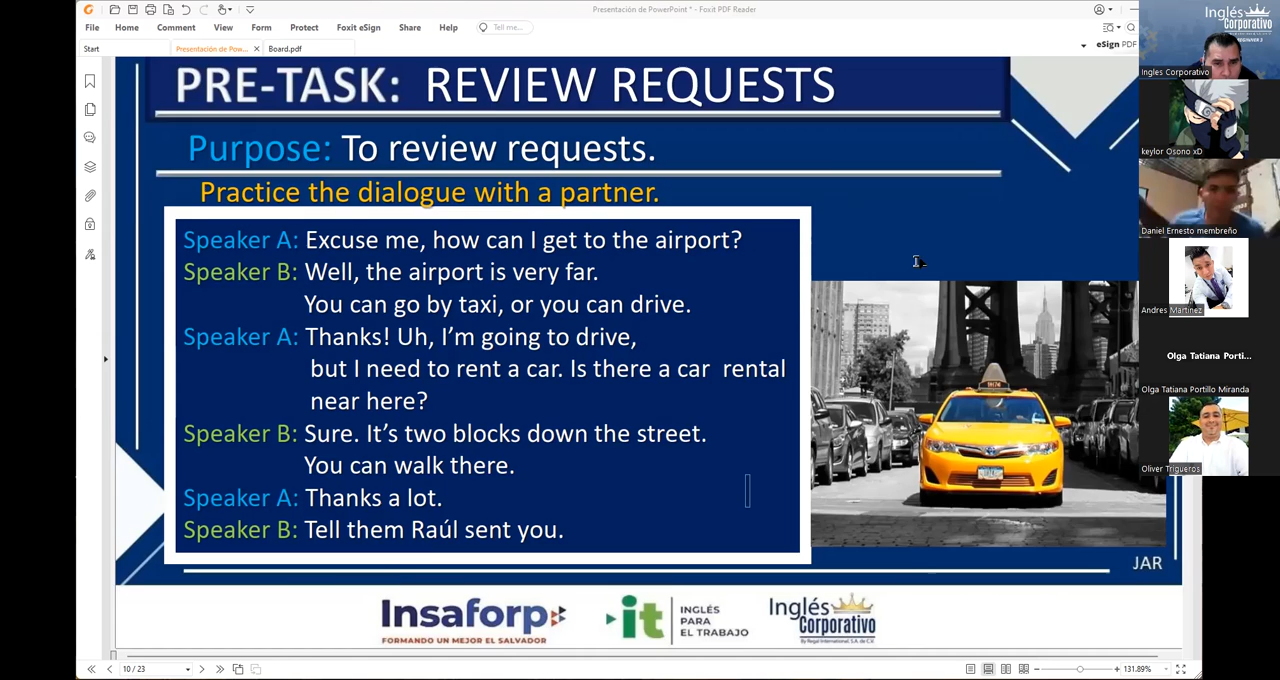 Presentación de PowerPoint * - Foxit PDF Reader
File Home Comment View Form Protect Foxit eSign Share Help Tell me...
Start Presentación de Pow... Board.pdf
eSign PDF
PRE-TASK: REVIEW REQUESTS
Purpose: To review requests.
Practice the dialogue with a partner.
Speaker A: Excuse me, how can I get to the airport?
Speaker B: Well, the airport is very far.
You can go by taxi, or you can drive.
Speaker A: Thanks! Uh, I'm going to drive,
but I need to rent a car. Is there a car rental
near here?
Speaker B: Sure. It's two blocks down the street.
You can walk there.
Speaker A: Thanks a lot.
Speaker B: Tell them Raúl sent you.
JAR
Insaforp
FORMANDO UN MEJOR EL SALVADOR
it
INGLÉS
PARA
EL TRABAJO
Inglés
Corporativo
By Regal International, S.A. de C.V.
10 / 23
131.89%
Inglés
Corporativo
Ingles Corporativo
keylor Osono xD
Daniel Ernesto membreño
Andres Martinez
Olga Tatiana Porti...
Olga Tatiana Portillo Miranda
Oliver Trigueros